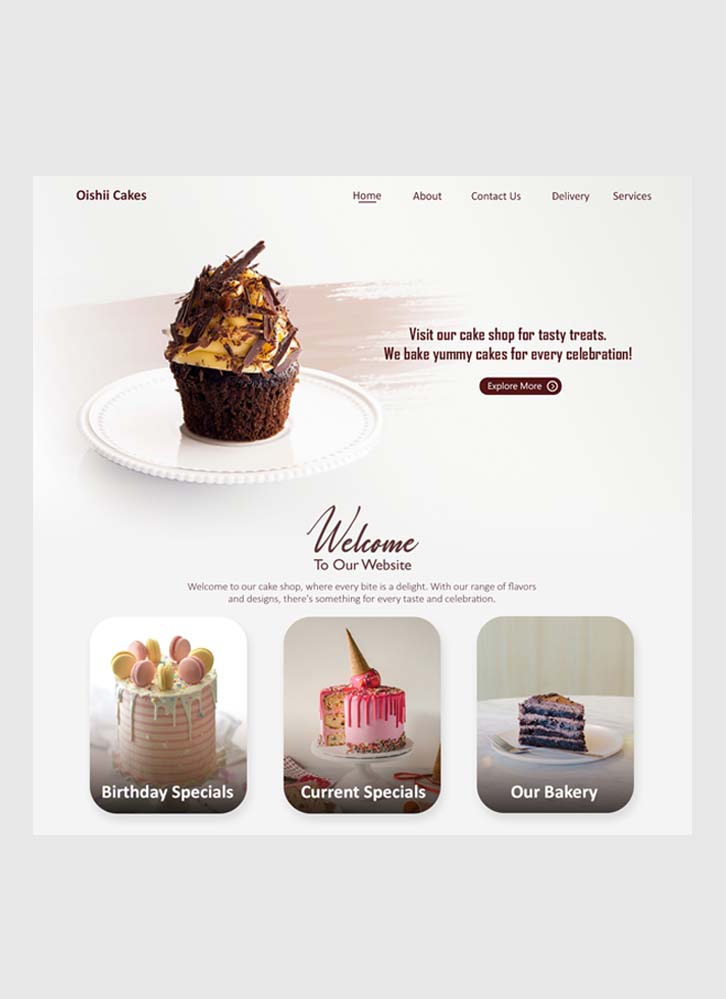 Oishii Cakes
Home About Contact Us Delivery Services
Visit our cake shop for tasty treats.
We bake yummy cakes for every celebration!
Explore More
Welcome
To Our Website
Welcome to our cake shop, where every bite is a delight. With our range of flavors
and designs, there's something for every taste and celebration.
Birthday Specials
Current Specials
Our Bakery